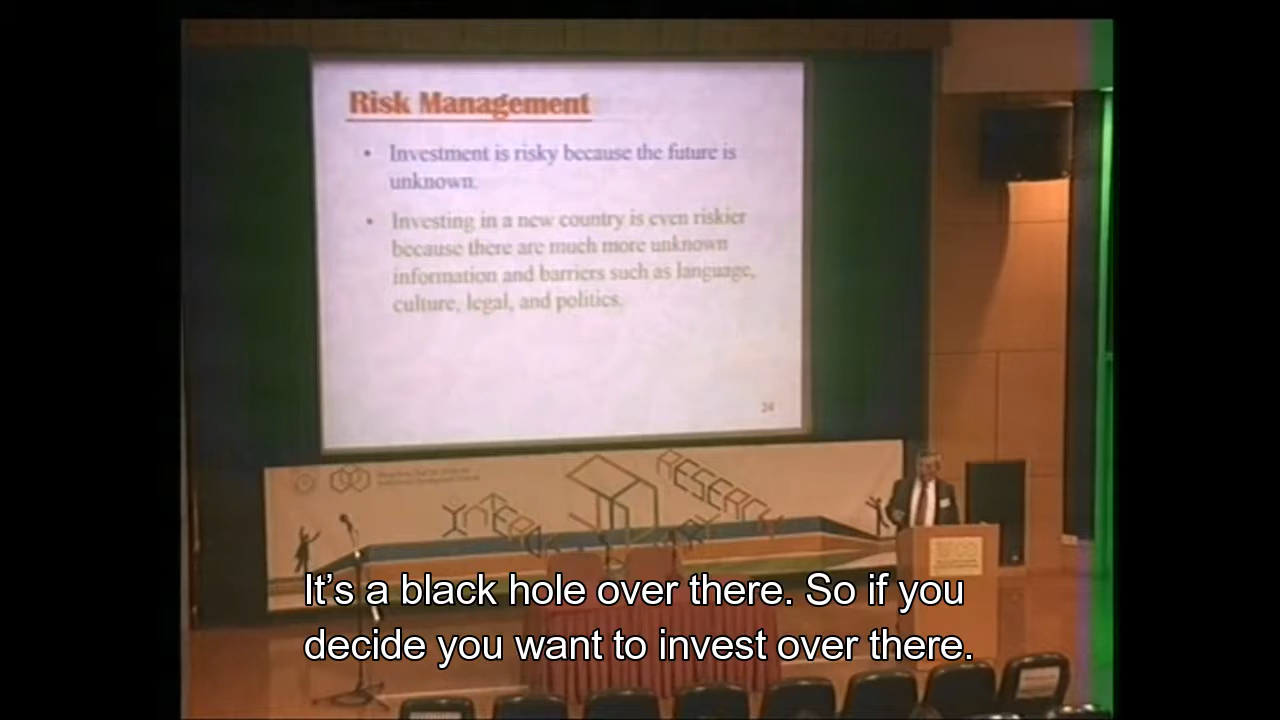 Risk Management
• Investment is risky because the future is
unknown.
• Investing in a new country is even riskier
because there are much more unknown
information and barriers such as language,
culture, legal, and politics.
24
RESEARCH
It’s a black hole over there. So if you
decide you want to invest over there.